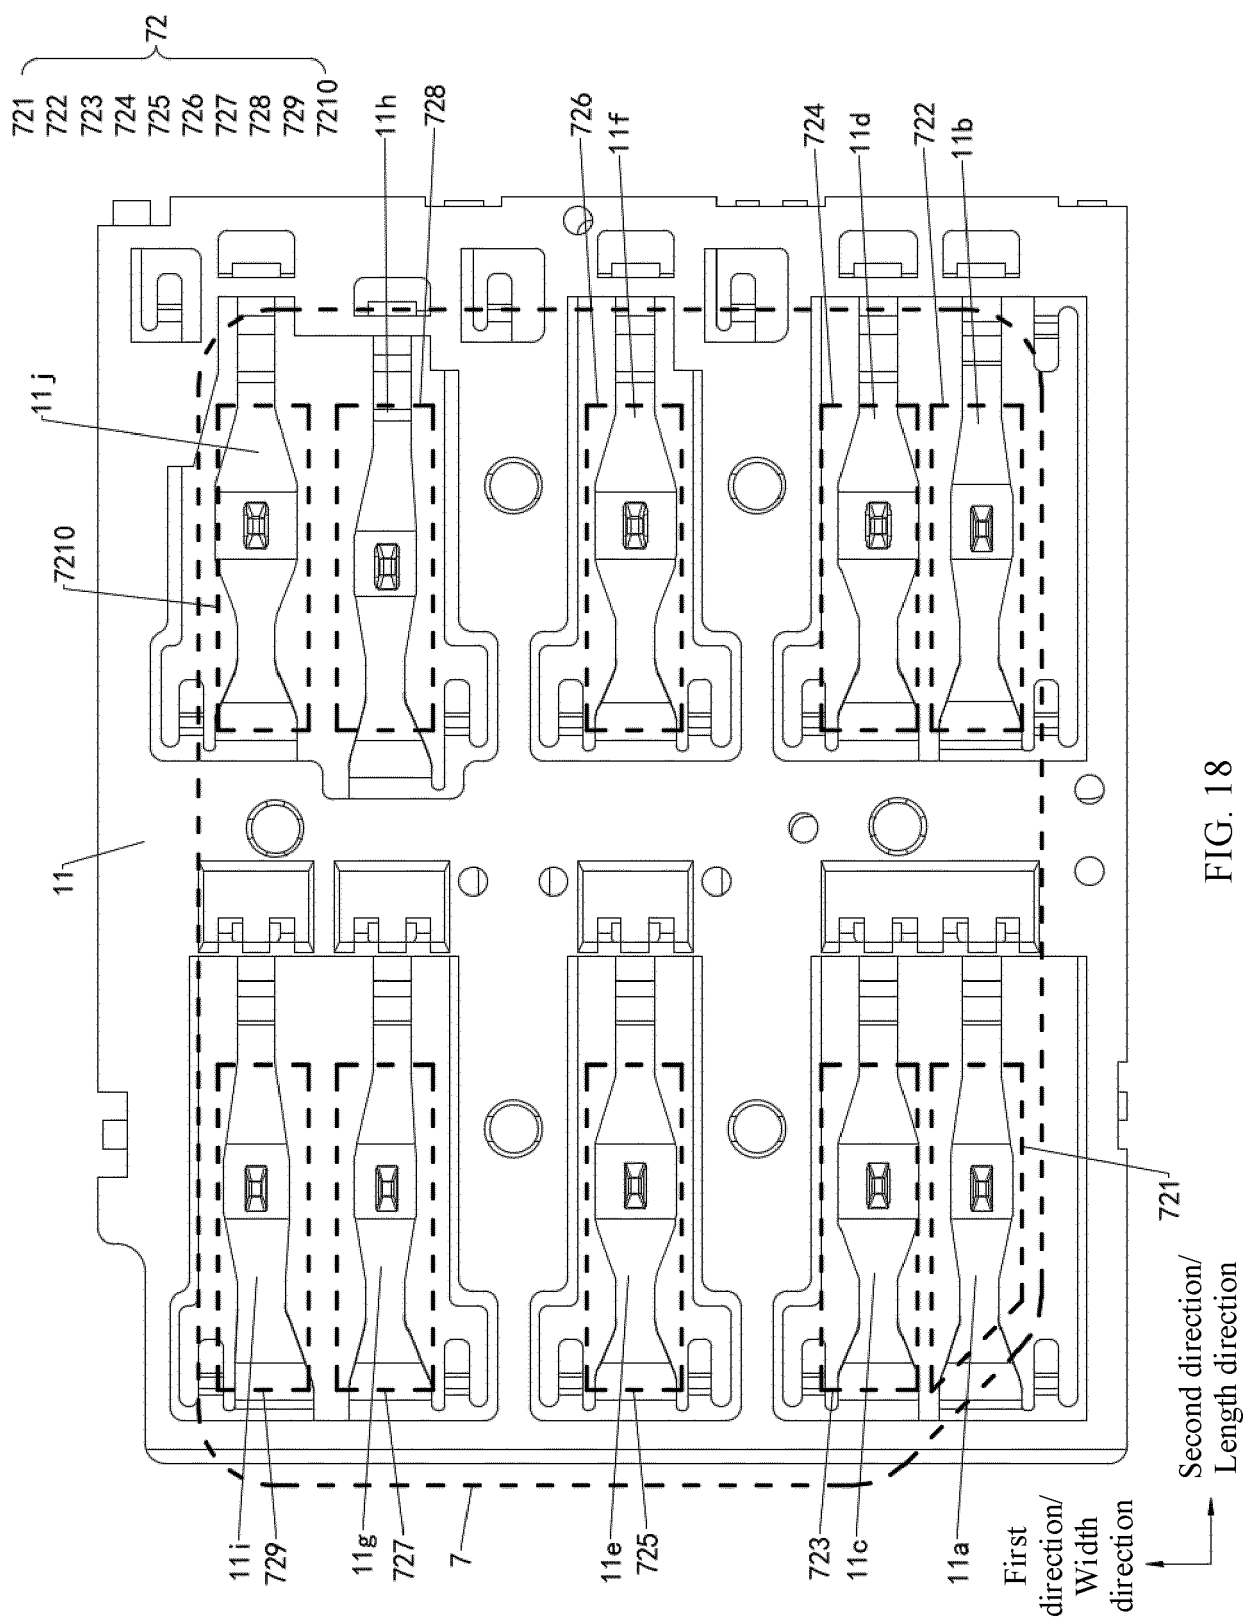 721
722
723
724
725
726
727
728
729
7210
72
11h
728
726
11f
724
11d
722
11b
11j
7210
11
721
11i
729
11g
727
7
11e
725
723
11c
11a
First
direction/
Width
direction
Second direction/
Length direction
FIG. 18